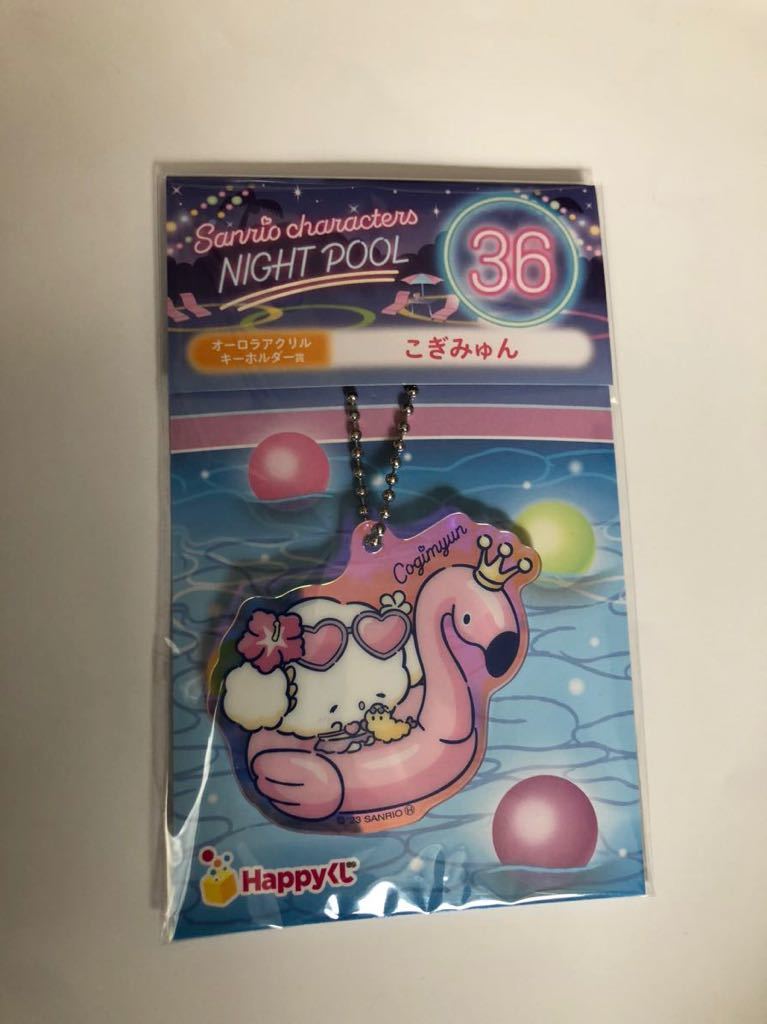 Sanrio characters
NIGHT POOL
36
オーロラアクリル
キーホルダー賞
こぎみゅん
Cogimyun
© '23 SANRIO Ⓗ
Happyくじ